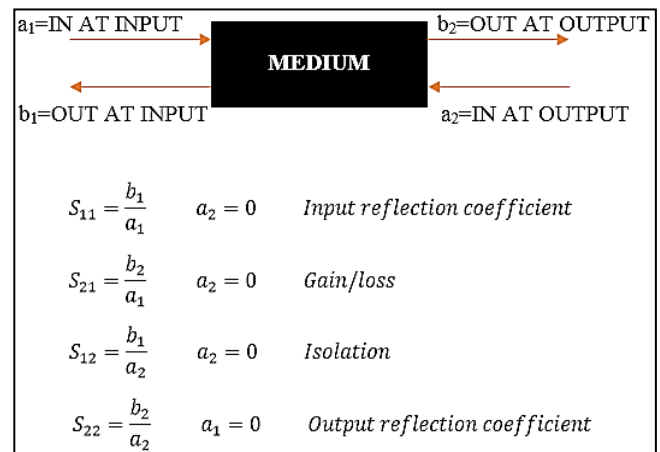 a₁=IN AT INPUT b₂=OUT AT OUTPUT
MEDIUM
b₁=OUT AT INPUT a₂=IN AT OUTPUT
S₁₁ = b₁/a₁ a₂ = 0 Input reflection coefficient
S₂₁ = b₂/a₁ a₂ = 0 Gain/loss
S₁₂ = b₁/a₂ a₂ = 0 Isolation
S₂₂ = b₂/a₂ a₁ = 0 Output reflection coefficient